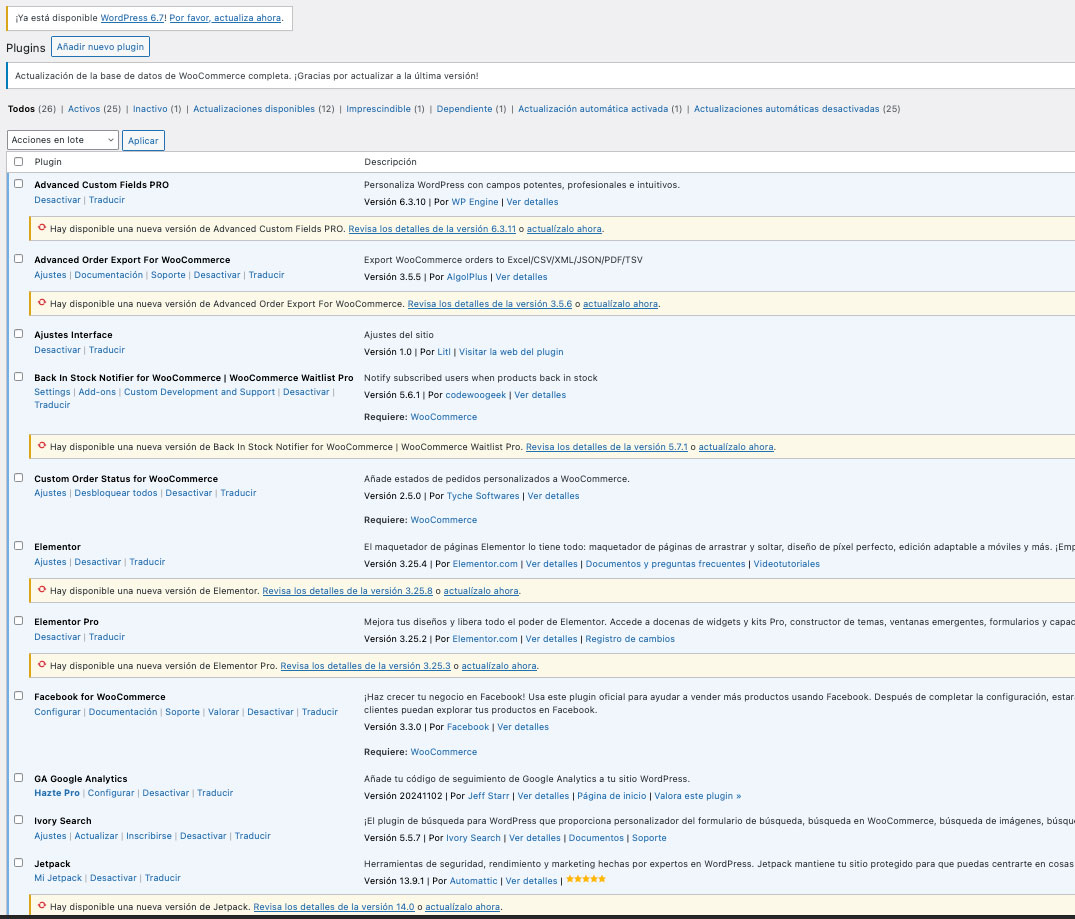 ¡Ya está disponible WordPress 6.7! Por favor, actualiza ahora.
Plugins Añadir nuevo plugin
Actualización de la base de datos de WooCommerce completa. ¡Gracias por actualizar a la última versión!
Todos (26) | Activos (25) | Inactivo (1) | Actualizaciones disponibles (12) | Imprescindible (1) | Dependiente (1) | Actualización automática activada (1) | Actualizaciones automáticas desactivadas (25)
Acciones en lote Aplicar
Plugin Descripción
Advanced Custom Fields PRO Personaliza WordPress con campos potentes, profesionales e intuitivos.
Desactivar | Traducir Versión 6.3.10 | Por WP Engine | Ver detalles
Hay disponible una nueva versión de Advanced Custom Fields PRO. Revisa los detalles de la versión 6.3.11 o actualízalo ahora.
Advanced Order Export For WooCommerce Export WooCommerce orders to Excel/CSV/XML/JSON/PDF/TSV
Ajustes | Documentación | Soporte | Desactivar | Traducir Versión 3.5.5 | Por AlgolPlus | Ver detalles
Hay disponible una nueva versión de Advanced Order Export For WooCommerce. Revisa los detalles de la versión 3.5.6 o actualízalo ahora.
Ajustes Interface Ajustes del sitio
Desactivar | Traducir Versión 1.0 | Por Litl | Visitar la web del plugin
Back In Stock Notifier for WooCommerce | WooCommerce Waitlist Pro Notify subscribed users when products back in stock
Settings | Add-ons | Custom Development and Support | Desactivar | Versión 5.6.1 | Por codewoogeek | Ver detalles
Traducir
Requiere: WooCommerce
Hay disponible una nueva versión de Back In Stock Notifier for WooCommerce | WooCommerce Waitlist Pro. Revisa los detalles de la versión 5.7.1 o actualízalo ahora.
Custom Order Status for WooCommerce Añade estados de pedidos personalizados a WooCommerce.
Ajustes | Desbloquear todos | Desactivar | Traducir Versión 2.5.0 | Por Tyche Softwares | Ver detalles
Requiere: WooCommerce
Elementor El maquetador de páginas Elementor lo tiene todo: maquetador de páginas de arrastrar y soltar, diseño de píxel perfecto, edición adaptable a móviles y más. ¡Emp
Ajustes | Desactivar | Traducir Versión 3.25.4 | Por Elementor.com | Ver detalles | Documentos y preguntas frecuentes | Videotutoriales
Hay disponible una nueva versión de Elementor. Revisa los detalles de la versión 3.25.8 o actualízalo ahora.
Elementor Pro Mejora tus diseños y libera todo el poder de Elementor. Accede a docenas de widgets y kits Pro, constructor de temas, ventanas emergentes, formularios y capac
Desactivar | Traducir Versión 3.25.2 | Por Elementor.com | Ver detalles | Registro de cambios
Hay disponible una nueva versión de Elementor Pro. Revisa los detalles de la versión 3.25.3 o actualízalo ahora.
Facebook for WooCommerce ¡Haz crecer tu negocio en Facebook! Usa este plugin oficial para ayudar a vender más productos usando Facebook. Después de completar la configuración, estar
Configurar | Documentación | Soporte | Valorar | Desactivar | Traducir clientes puedan explorar tus productos en Facebook.
Versión 3.3.0 | Por Facebook | Ver detalles
Requiere: WooCommerce
GA Google Analytics Añade tu código de seguimiento de Google Analytics a tu sitio WordPress.
Hazte Pro | Configurar | Desactivar | Traducir Versión 20241102 | Por Jeff Starr | Ver detalles | Página de inicio | Valora este plugin »
Ivory Search ¡El plugin de búsqueda para WordPress que proporciona personalizador del formulario de búsqueda, búsqueda en WooCommerce, búsqueda de imágenes, búsqu
Ajustes | Actualizar | Inscribirse | Desactivar | Traducir Versión 5.5.7 | Por Ivory Search | Ver detalles | Documentos | Soporte
Jetpack Herramientas de seguridad, rendimiento y marketing hechas por expertos en WordPress. Jetpack mantiene tu sitio protegido para que puedas centrarte en cosas
Mi Jetpack | Desactivar | Traducir Versión 13.9.1 | Por Automattic | Ver detalles |
Hay disponible una nueva versión de Jetpack. Revisa los detalles de la versión 14.0 o actualízalo ahora.